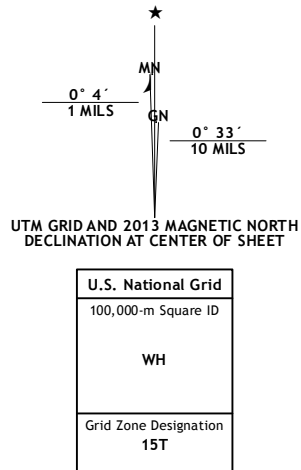 ★
MN
0° 4´
1 MILS
GN
0° 33´
10 MILS
UTM GRID AND 2013 MAGNETIC NORTH
DECLINATION AT CENTER OF SHEET
U.S. National Grid
100,000-m Square ID
WH
Grid Zone Designation
15T